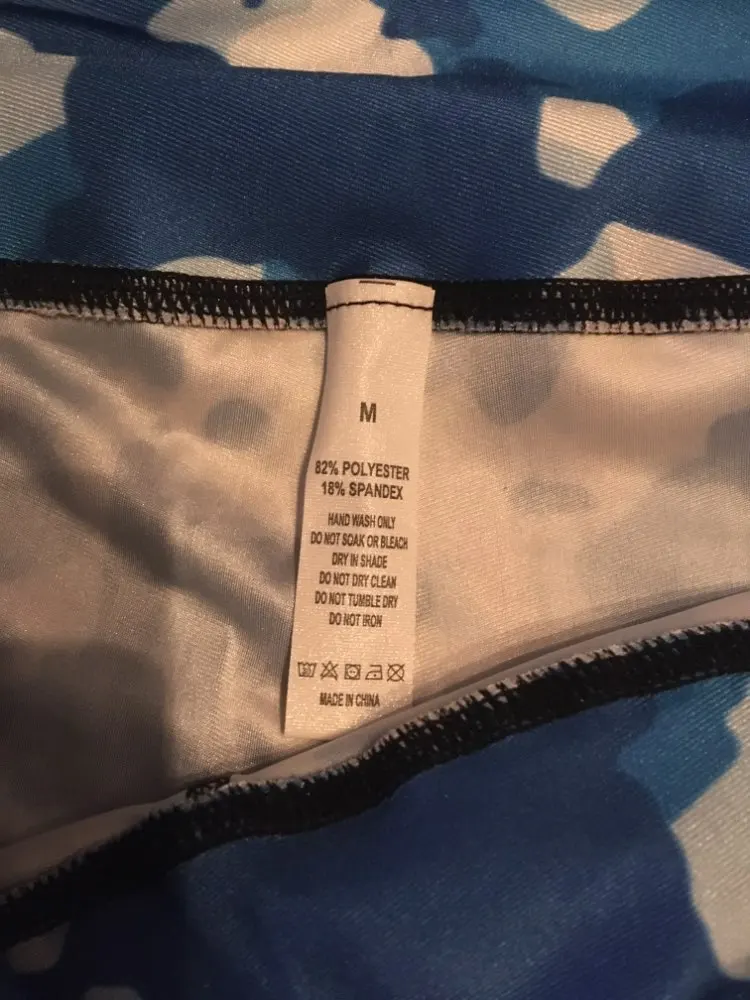 M
82% POLYESTER
18% SPANDEX
HAND WASH ONLY
DO NOT SOAK OR BLEACH
DRY IN SHADE
DO NOT DRY CLEAN
DO NOT TUMBLE DRY
DO NOT IRON
MADE IN CHINA